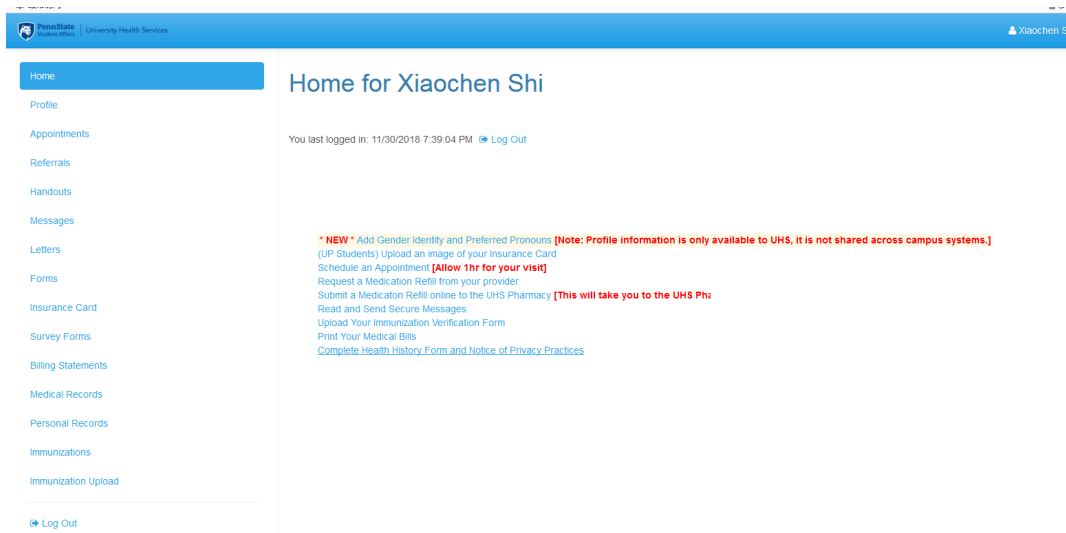 PennState
Student Affairs
University Health Services
Xiaochen S
Home
Profile
Appointments
Referrals
Handouts
Messages
Letters
Forms
Insurance Card
Survey Forms
Billing Statements
Medical Records
Personal Records
Immunizations
Immunization Upload
Log Out
Home for Xiaochen Shi
You last logged in: 11/30/2018 7:39:04 PM Log Out
* NEW * Add Gender Identity and Preferred Pronouns [Note: Profile information is only available to UHS, it is not shared across campus systems.]
(UP Students) Upload an image of your Insurance Card
Schedule an Appointment [Allow 1hr for your visit]
Request a Medication Refill from your provider
Submit a Medicaton Refill online to the UHS Pharmacy [This will take you to the UHS Pha
Read and Send Secure Messages
Upload Your Immunization Verification Form
Print Your Medical Bills
Complete Health History Form and Notice of Privacy Practices